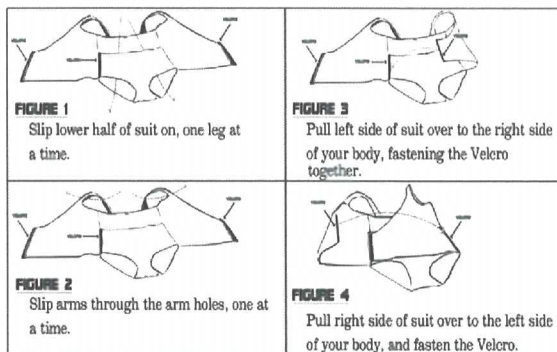 FIGURE 1
Slip lower half of suit on, one leg at
a time.
FIGURE 2
Slip arms through the arm holes, one at
a time.
FIGURE 3
Pull left side of suit over to the right side
of your body, fastening the Velcro
together.
FIGURE 4
Pull right side of suit over to the left side
of your body, and fasten the Velcro.